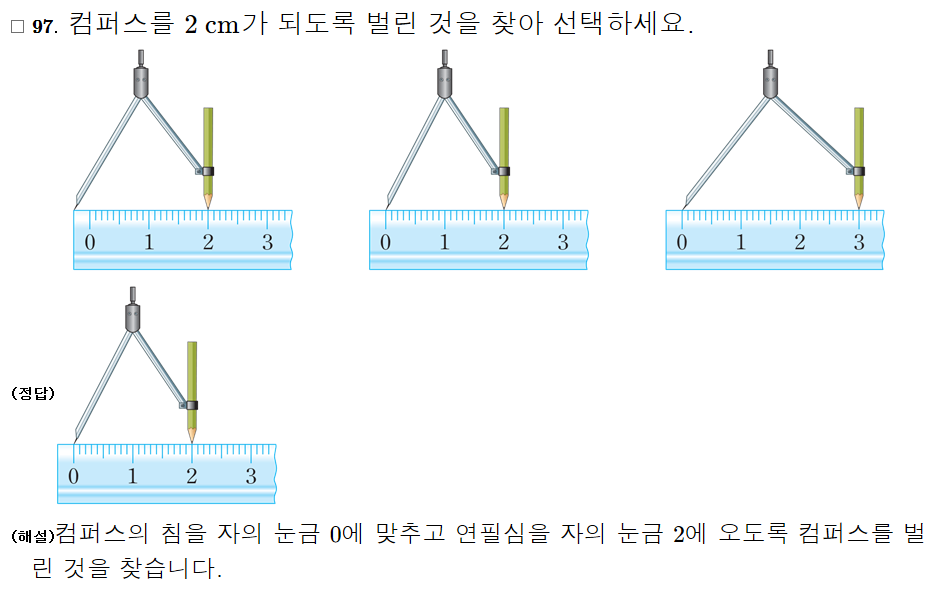 □ 97. 컴퍼스를 2 cm가 되도록 벌린 것을 찾아 선택하세요.
0 1 2 3
0 1 2 3
0 1 2 3
(정답)
0 1 2 3
(해설)컴퍼스의 침을 자의 눈금 0에 맞추고 연필심을 자의 눈금 2에 오도록 컴퍼스를 벌
린 것을 찾습니다.